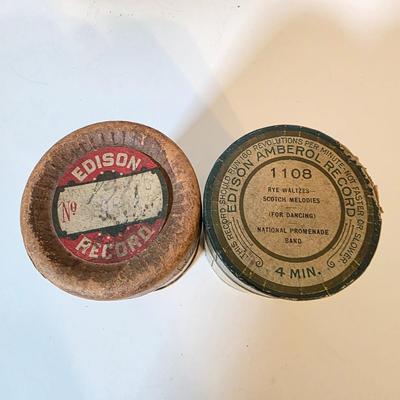 EDISON
Nº
RECORD
THIS RECORD SHOULD RUN 160 REVOLUTIONS PER MINUTE-NOT FASTER OR SLOWER.
EDISON AMBEROL RECORD
1108
RYE WALTZES-
SCOTCH MELODIES
(FOR DANCING)
NATIONAL PROMENADE
BAND
4 MIN.